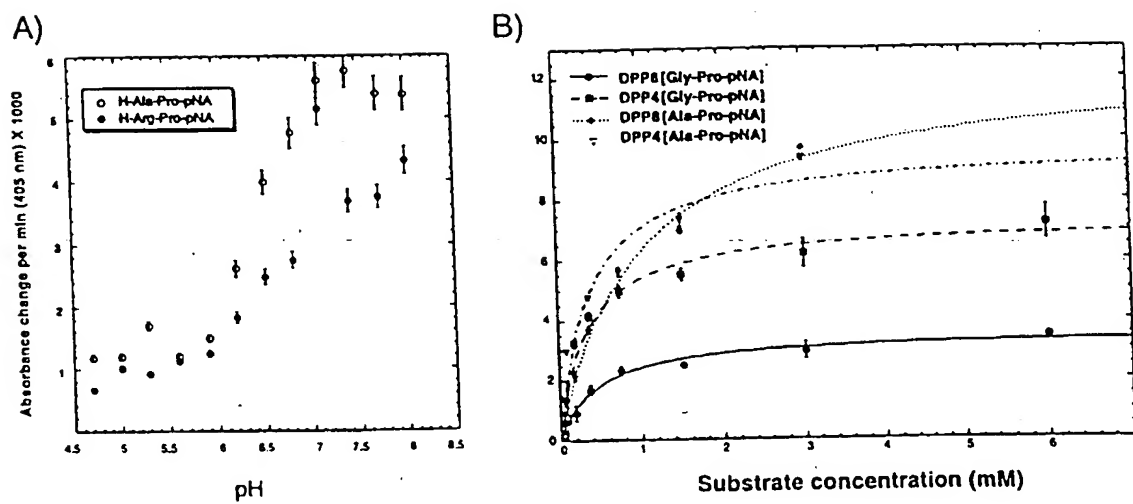 A)
6
5
4
3
2
1
4.5 5 5.5 6 6.5 7 7.5 8 8.5
H-Ala-Pro-pNA
H-Arg-Pro-pNA
Absorbance change per min (405 nm) X 1000
pH
B)
12
10
8
6
4
2
0
0 2 4 6
DPP8[Gly-Pro-pNA]
DPP4[Gly-Pro-pNA]
DPP8[Ala-Pro-pNA]
DPP4[Ala-Pro-pNA]
Substrate concentration (mM)